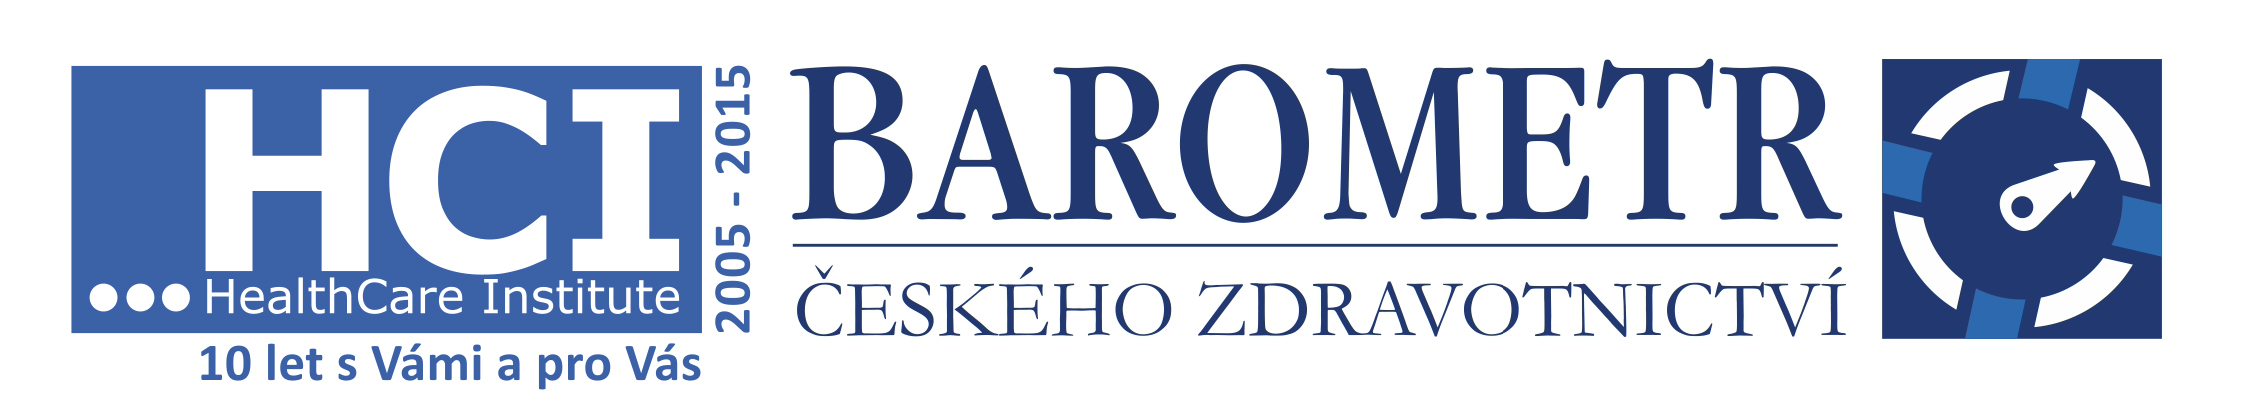 HCI
HealthCare Institute
10 let s Vámi a pro Vás
2005 - 2015
BAROMETR
ČESKÉHO ZDRAVOTNICTVÍ